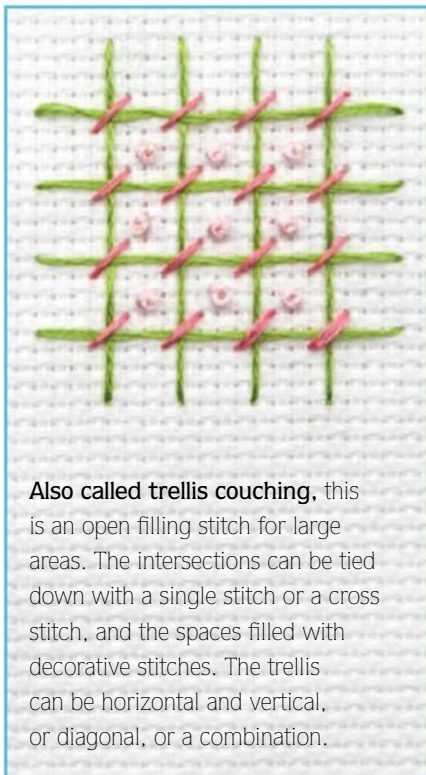 Also called trellis couching, this
is an open filling stitch for large
areas. The intersections can be tied
down with a single stitch or a cross
stitch, and the spaces filled with
decorative stitches. The trellis
can be horizontal and vertical,
or diagonal, or a combination.